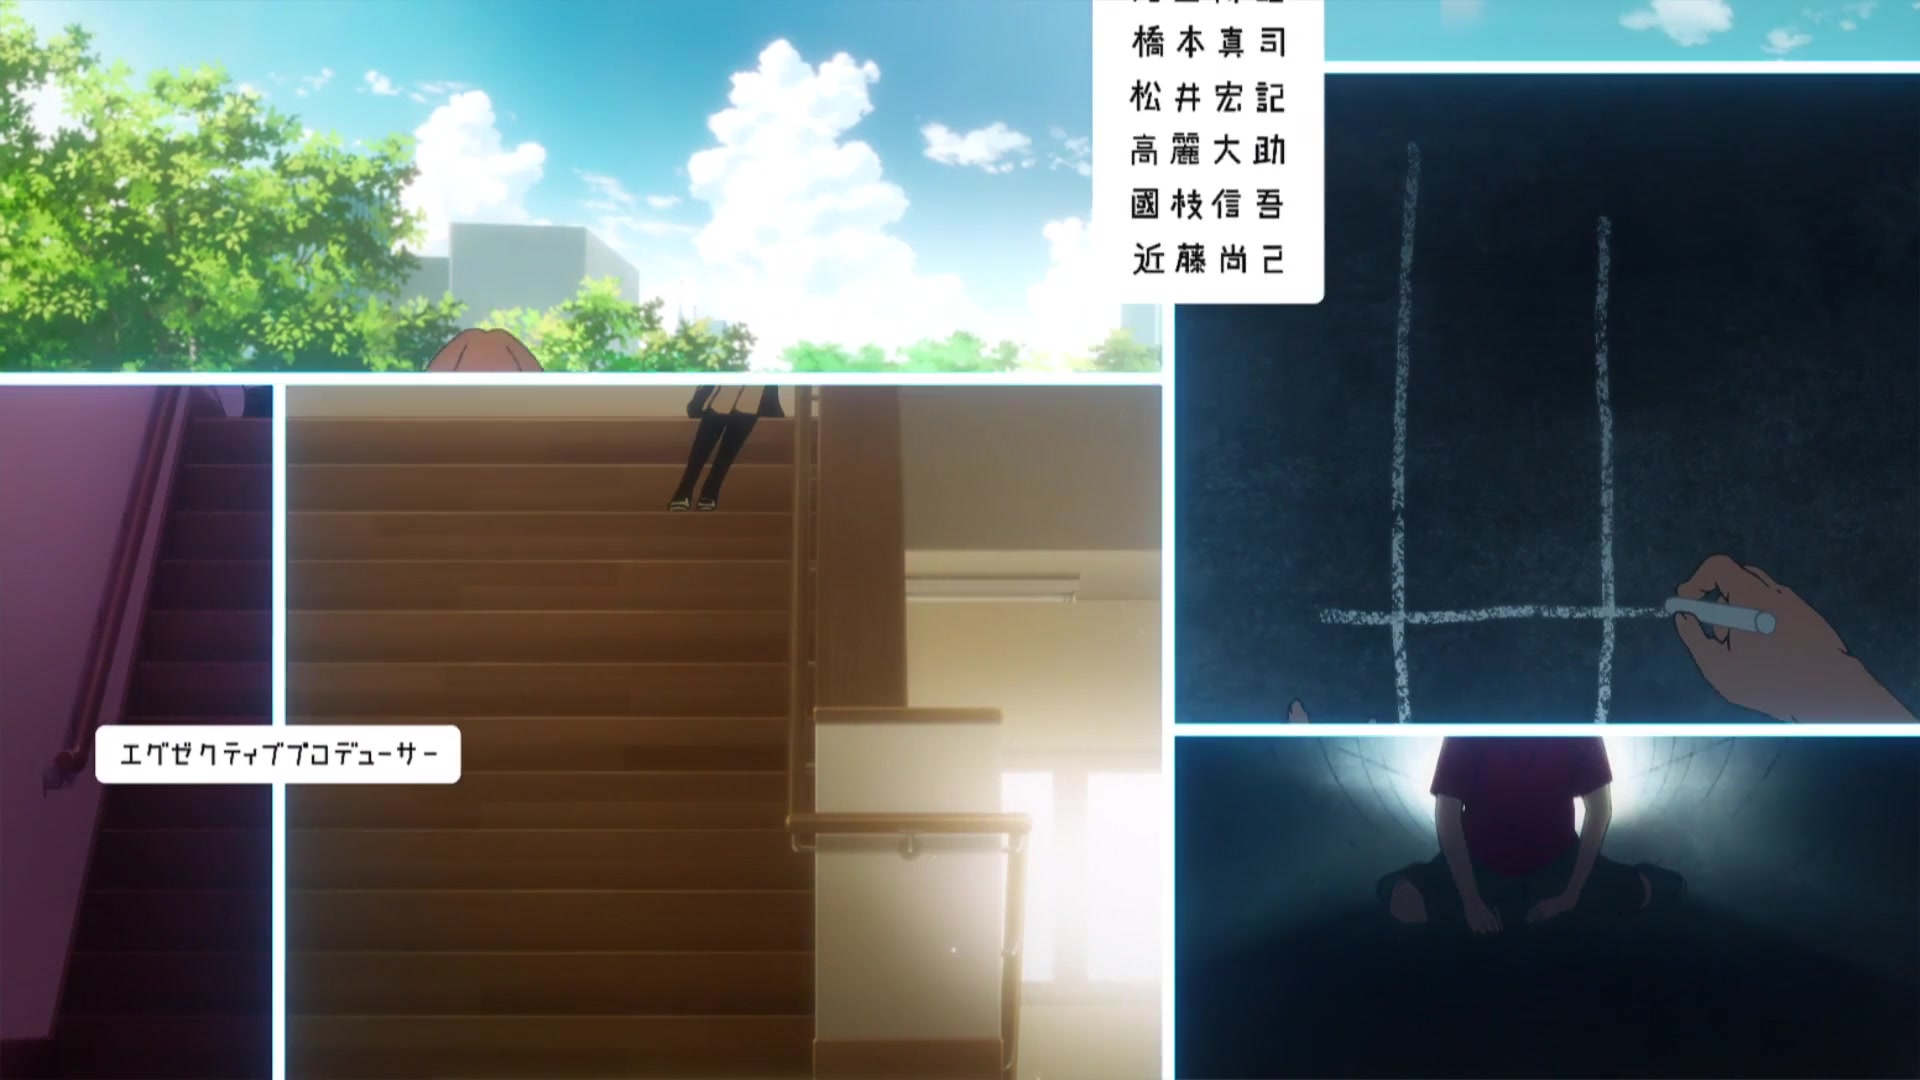 橋本真司
松井宏記
高麗大助
國枝信吾
近藤尚己
エグゼクティブプロデューサー